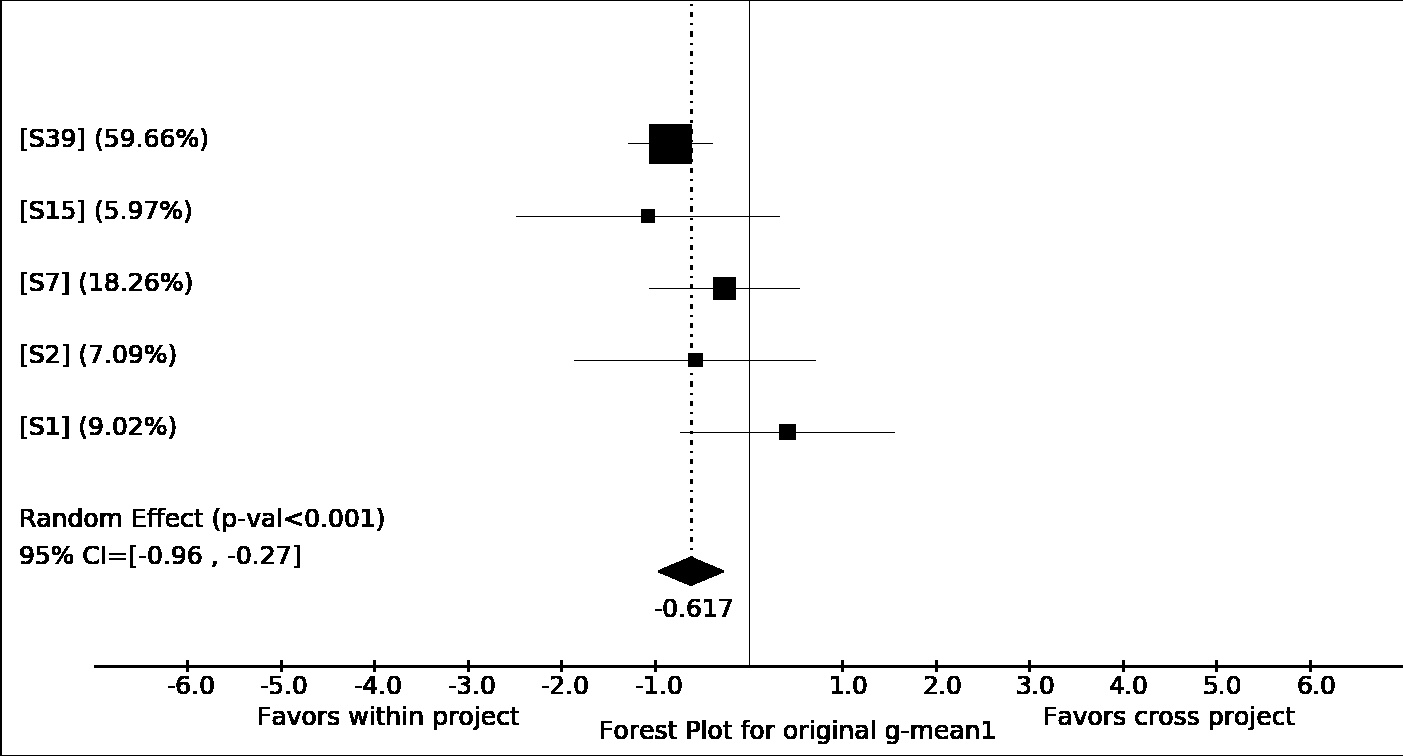 [S39] (59.66%)
[S15] (5.97%)
[S7] (18.26%)
[S2] (7.09%)
[S1] (9.02%)
Random Effect (p-val<0.001)
95% CI=[-0.96 , -0.27]
-0.617
-6.0 -5.0 -4.0 -3.0 -2.0 -1.0 1.0 2.0 3.0 4.0 5.0 6.0
Favors within project Favors cross project
Forest Plot for original g-mean1